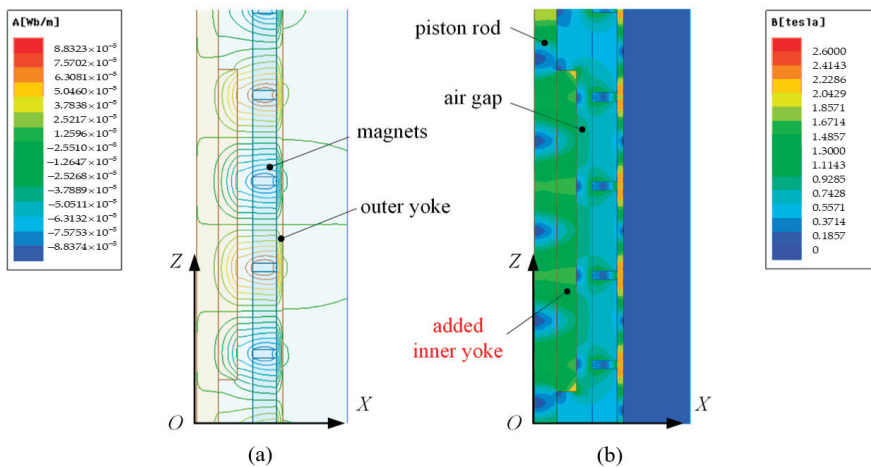 A[Wb/m]
8.8323×10⁻⁵
7.5702×10⁻⁵
6.3081×10⁻⁵
5.0460×10⁻⁵
3.7838×10⁻⁵
2.5217×10⁻⁵
1.2596×10⁻⁵
-2.5510×10⁻⁵
-1.2647×10⁻⁵
-2.5268×10⁻⁵
-3.7889×10⁻⁵
-5.0511×10⁻⁵
-6.3132×10⁻⁵
-7.5753×10⁻⁵
-8.8374×10⁻⁵
magnets
outer yoke
Z
O
X
(a)
piston rod
air gap
added
inner yoke
Z
O
X
(b)
B[tesla]
2.6000
2.4143
2.2286
2.0429
1.8571
1.6714
1.4857
1.3000
1.1143
0.9285
0.7428
0.5571
0.3714
0.1857
0